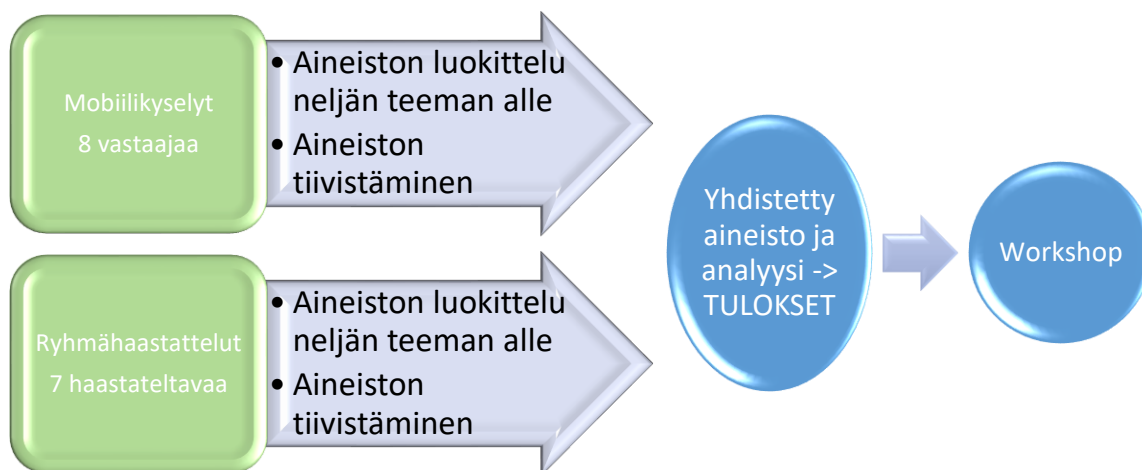 Mobiilikyselyt
8 vastaajaa
• Aineiston luokittelu
neljän teeman alle
• Aineiston
tiivistäminen
Ryhmähaastattelut
7 haastateltavaa
• Aineiston luokittelu
neljän teeman alle
• Aineiston
tiivistäminen
Yhdistetty
aineisto ja
analyysi ->
TULOKSET
Workshop